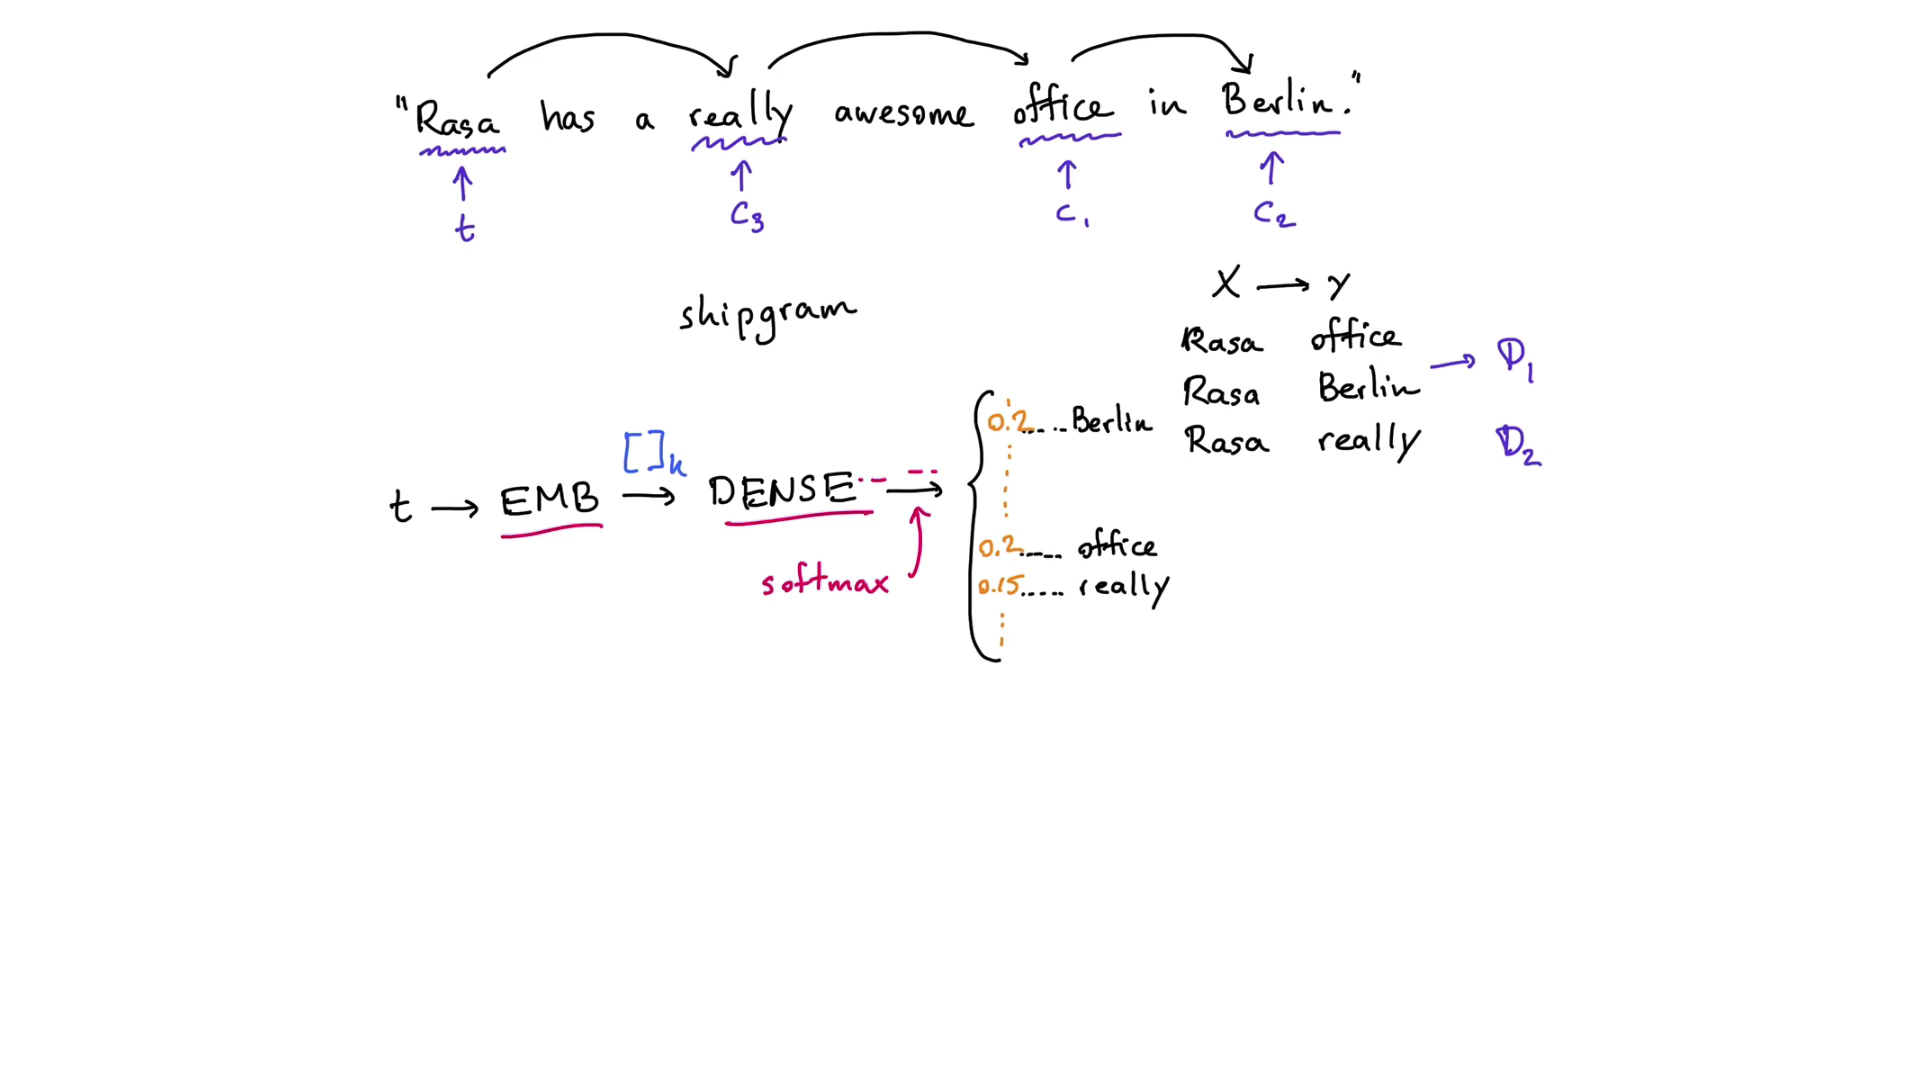 "Rasa has a really awesome office in Berlin."
t C3 C1 C2
X → Y
shipgram
Rasa office
Rasa Berlin → D1
Rasa really D2
t → EMB → [ ]k DENSE →
softmax
0.2 .... Berlin
0.2 .... office
0.15 ..... really